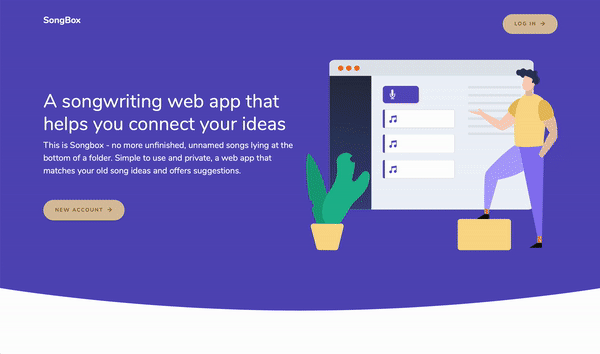 SongBox
LOG IN →
A songwriting web app that
helps you connect your ideas
This is Songbox - no more unfinished, unnamed songs lying at the
bottom of a folder. Simple to use and private, a web app that
matches your old song ideas and offers suggestions.
NEW ACCOUNT →